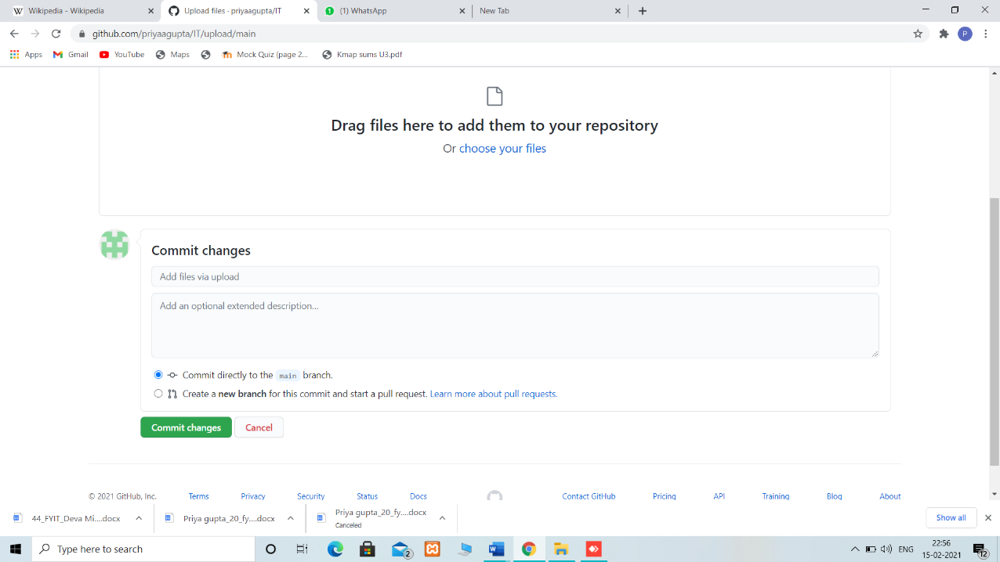 Wikipedia - Wikipedia
Upload files · priyaagupta/IT
1
(1) WhatsApp
New Tab
github.com/priyaagupta/IT/upload/main
P
Apps
Gmail
YouTube
Maps
Mock Quiz (page 2...
Kmap sums U3.pdf
Drag files here to add them to your repository
Or choose your files
Commit changes
Add files via upload
Add an optional extended description...
Commit directly to the main branch.
Create a new branch for this commit and start a pull request. Learn more about pull requests.
Commit changes Cancel
© 2021 GitHub, Inc. Terms Privacy Security Status Docs Contact GitHub Pricing API Training Blog About
44_FYIT_Deva Mi....docx
Priya gupta_20_fy....docx
Priya gupta_20_fy....docx
Canceled
Show all
Type here to search
2
ENG
22:56
15-02-2021
12